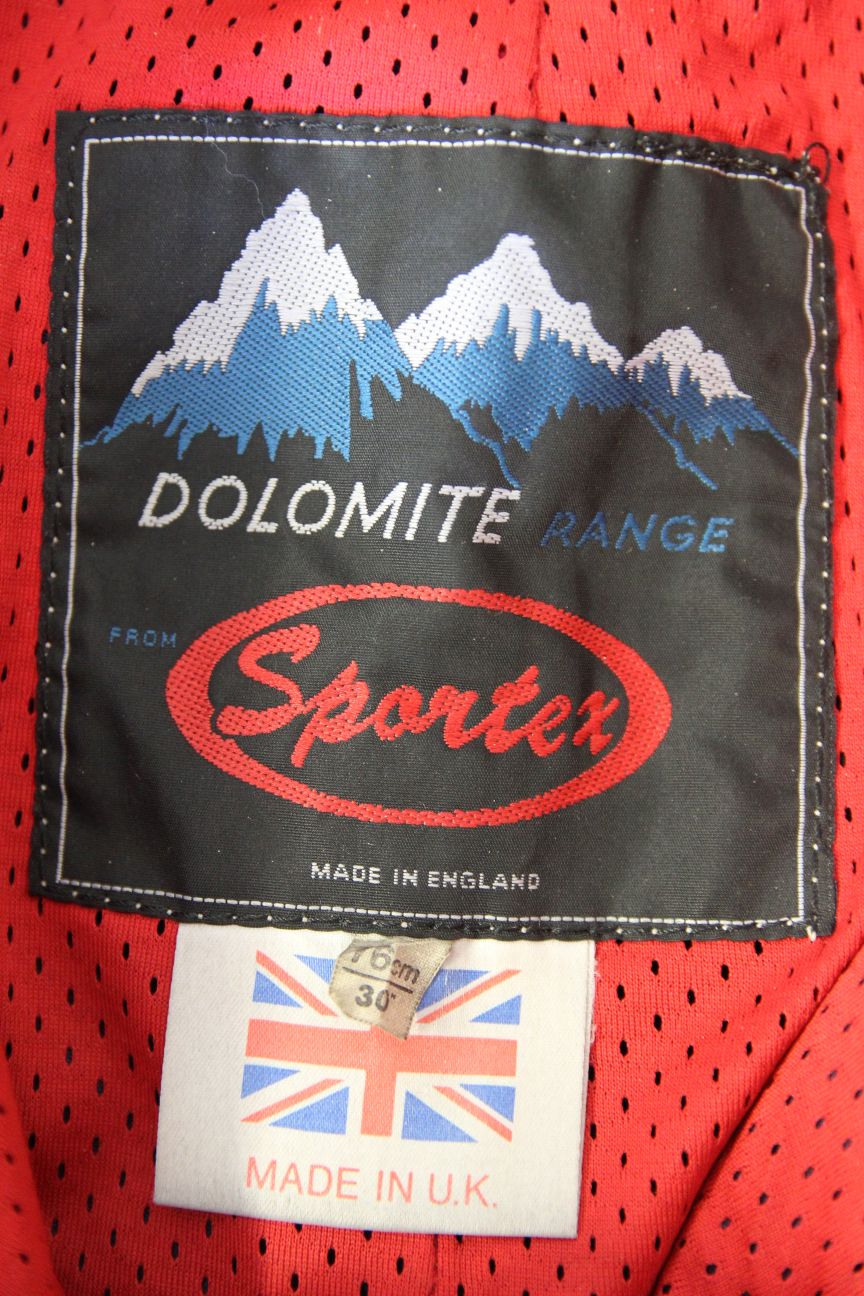 DOLOMITE RANGE
FROM Sportex
MADE IN ENGLAND
76cm
30"
MADE IN U.K.